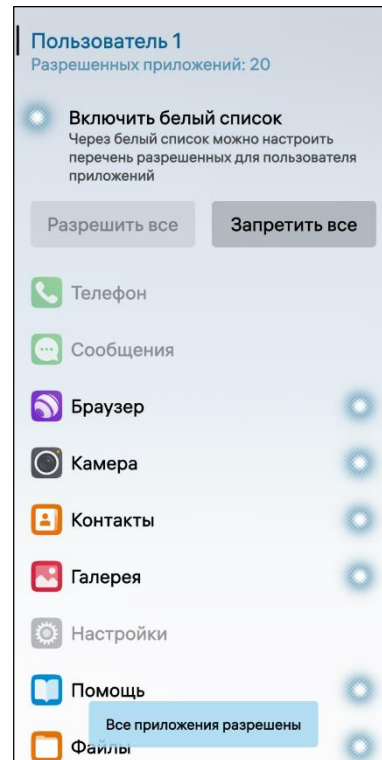 Пользователь 1
Разрешенных приложений: 20
Включить белый список
Через белый список можно настроить
перечень разрешенных для пользователя
приложений
Разрешить все
Запретить все
Телефон
Сообщения
Браузер
Камера
Контакты
Галерея
Настройки
Помощь
Все приложения разрешены
Файлы